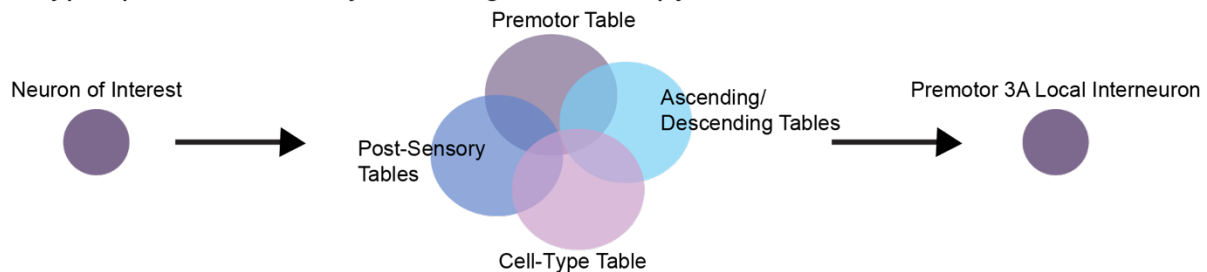 Premotor Table
Neuron of Interest
Premotor 3A Local Interneuron
Ascending/
Descending Tables
Post-Sensory
Tables
Cell-Type Table